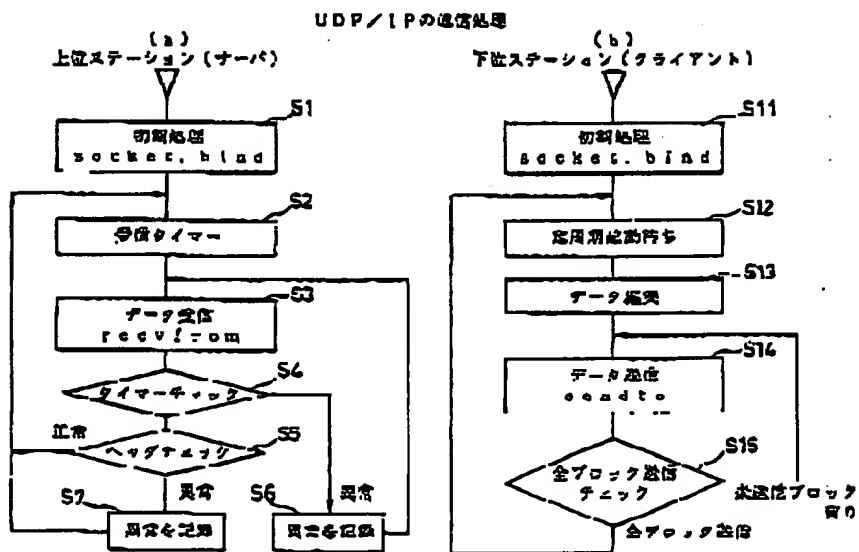 UDP/IPの通信処理
(a)
上位ステーション(サーバ)
S1
初期処理
socket, bind
S2
受信タイマー
S3
データ受信
recvfrom
S4
タイマーチェック
正常
S5
ヘッダチェック
異常
S7
異常を記録
S6
異常
異常を記録
(b)
下位ステーション(クライアント)
S11
初期処理
socket, bind
S12
定周期起動待ち
S13
データ編集
S14
データ送信
sendto
S15
全ブロック送信
チェック
未送信ブロック
有り
全ブロック送信